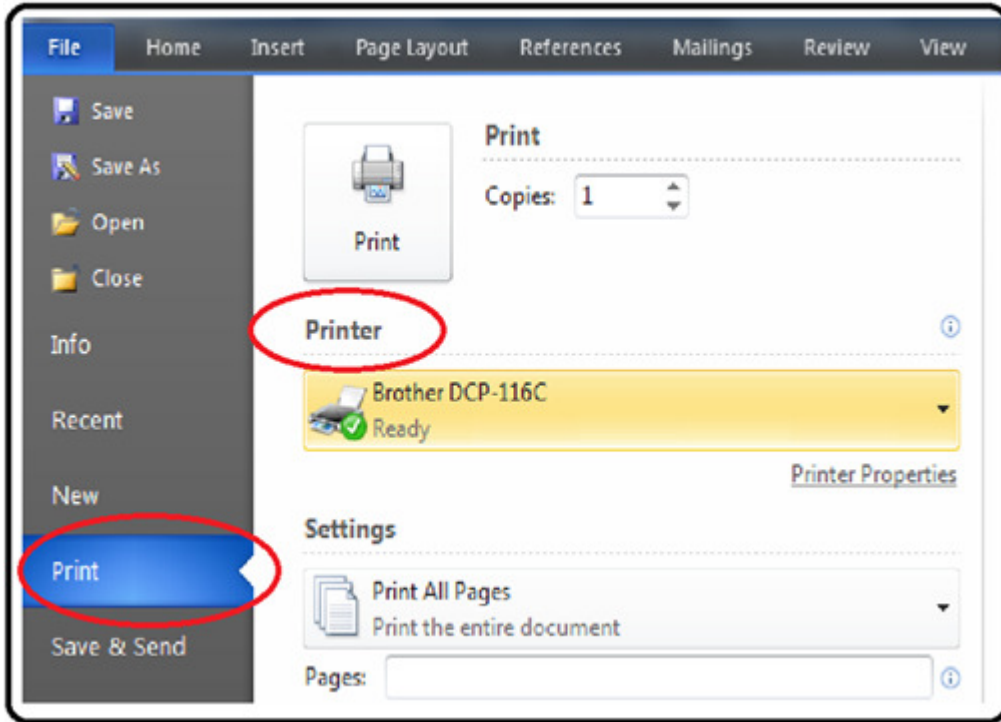 File Home Insert Page Layout References Mailings Review View
Save
Save As
Open
Close
Info
Recent
New
Print
Save & Send
Print
Print
Copies: 1
Printer
Brother DCP-116C
Ready
Printer Properties
Settings
Print All Pages
Print the entire document
Pages: